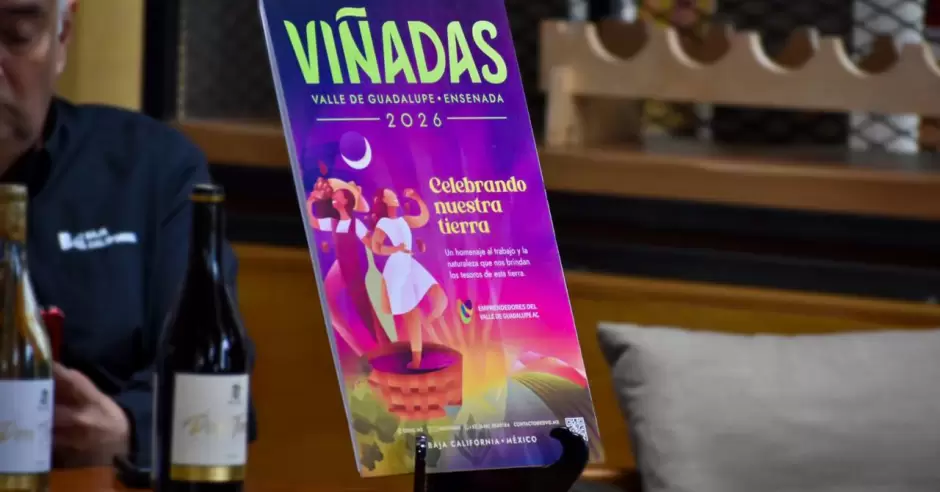 VIÑADAS
VALLE DE GUADALUPE • ENSENADA
2026
Celebrando
nuestra
tierra
Un homenaje al trabajo y la
naturaleza que nos brindan
los tesoros de esta tierra.
EMPRENDEDORES DEL
VALLE DE GUADALUPE, AC
BAJA CALIFORNIA • MÉXICO
BAJA
CALIFORNIA